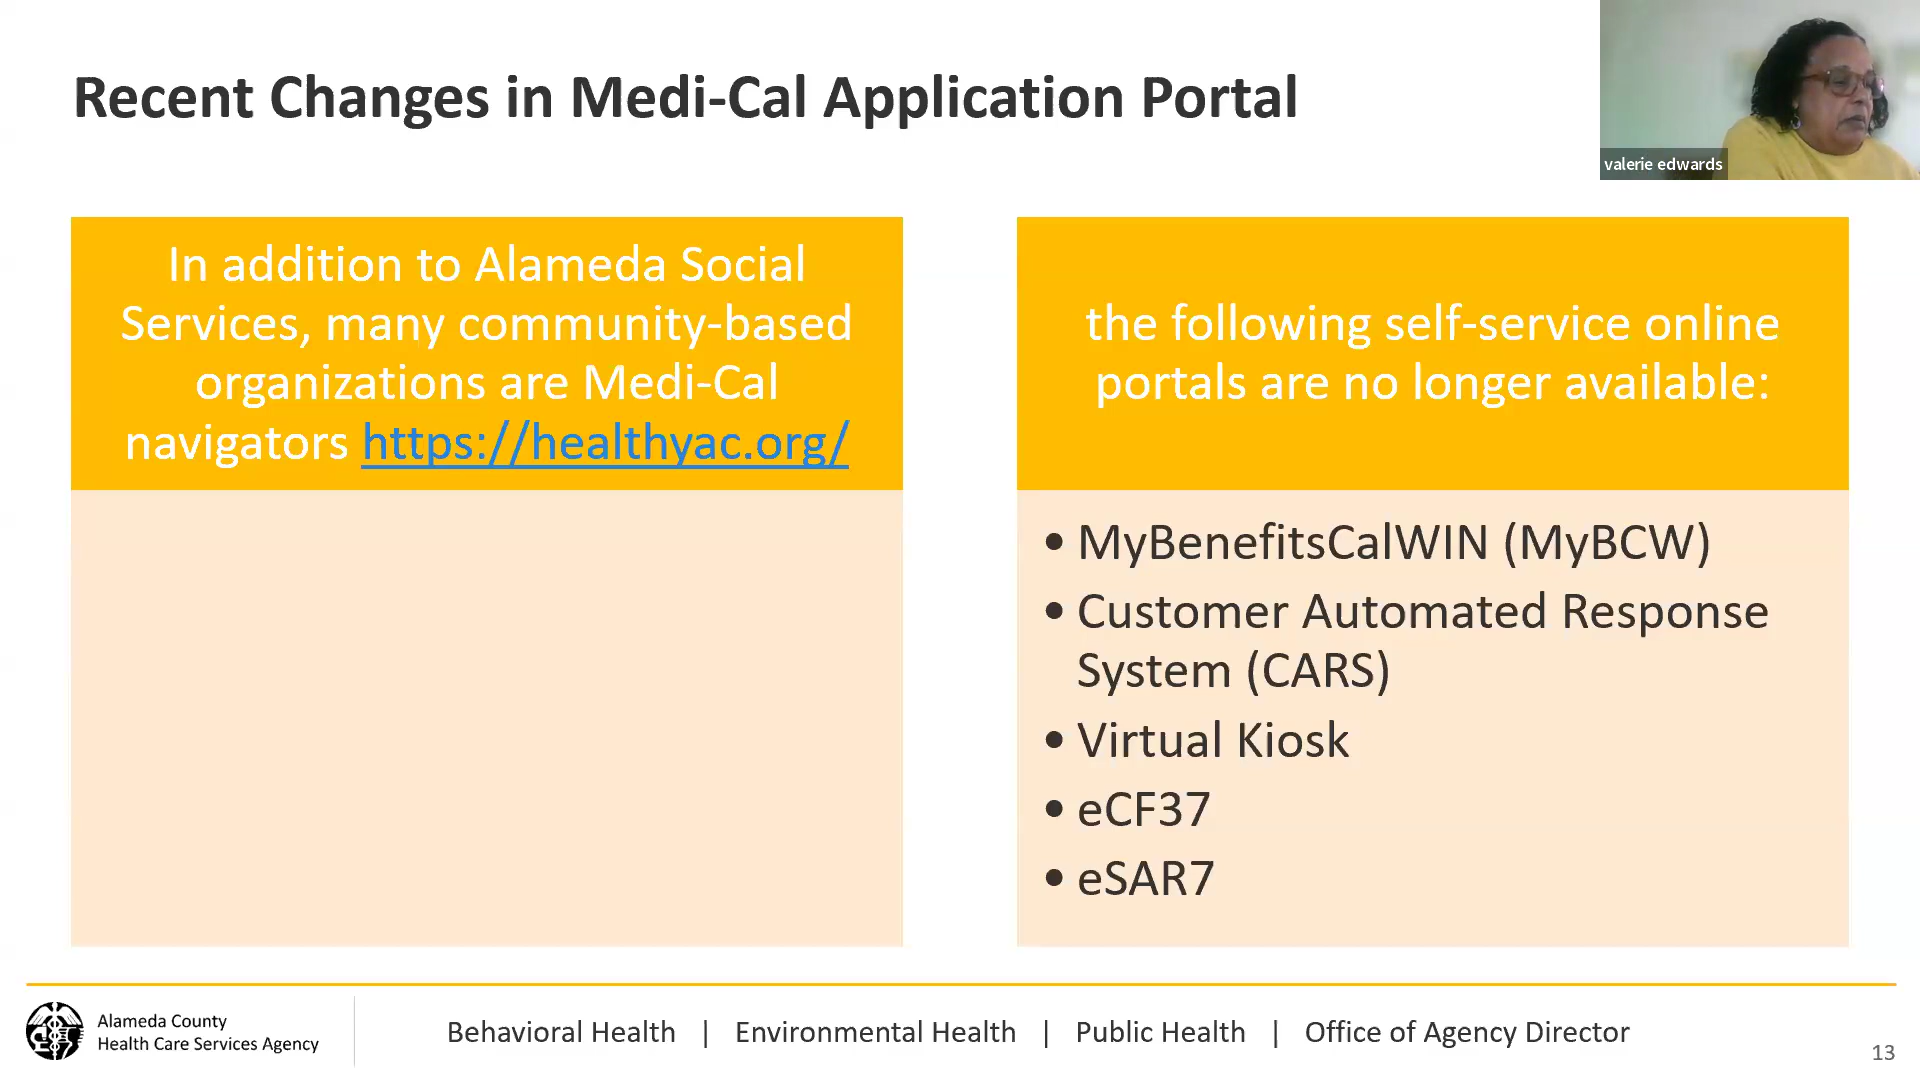 Recent Changes in Medi-Cal Application Portal
valerie edwards
In addition to Alameda Social
Services, many community-based
organizations are Medi-Cal
navigators https://healthyac.org/
the following self-service online
portals are no longer available:
• MyBenefitsCalWIN (MyBCW)
• Customer Automated Response
System (CARS)
• Virtual Kiosk
• eCF37
• eSAR7
Alameda County
Health Care Services Agency
Behavioral Health | Environmental Health | Public Health | Office of Agency Director
13